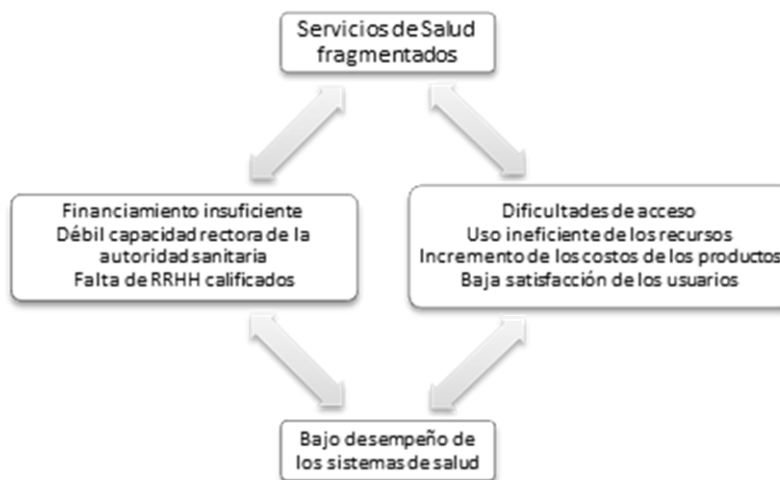 Servicios de Salud
fragmentados
Financiamiento insuficiente
Débil capacidad rectora de la
autoridad sanitaria
Falta de RRHH calificados
Dificultades de acceso
Uso ineficiente de los recursos
Incremento de los costos de los productos
Baja satisfacción de los usuarios
Bajo desempeño de
los sistemas de salud